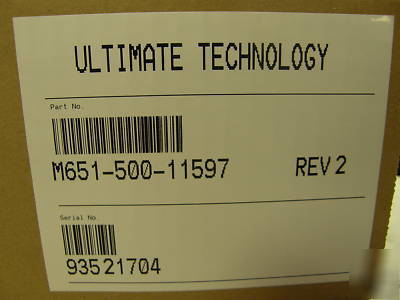 ULTIMATE TECHNOLOGY
Part No.
M651-500-11597 REV 2
Serial No.
93521704